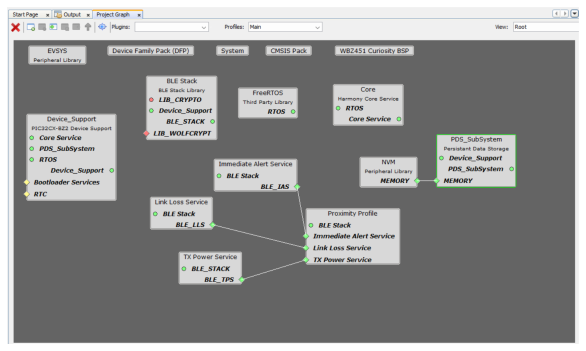 Start Page x Output x Project Graph x
Plugins: Profiles: Main View: Root
EVSYS
Peripheral Library
Device Family Pack (DFP)
System
CMSIS Pack
WBZ451 Curiosity BSP
BLE Stack
BLE Stack Library
LIB_CRYPTO
Device_Support
BLE_STACK
LIB_WOLFCRYPT
FreeRTOS
Third Party Library
RTOS
Core
Harmony Core Service
RTOS
Core Service
Device_Support
PIC32CX-BZ2 Device Support
Core Service
PDS_SubSystem
RTOS
Device_Support
Bootloader Services
RTC
PDS_SubSystem
Persistent Data Storage
Device_Support
PDS_SubSystem
MEMORY
NVM
Peripheral Library
MEMORY
Immediate Alert Service
BLE Stack
BLE_IAS
Link Loss Service
BLE Stack
BLE_LLS
Proximity Profile
BLE Stack
Immediate Alert Service
Link Loss Service
TX Power Service
TX Power Service
BLE_STACK
BLE_TPS